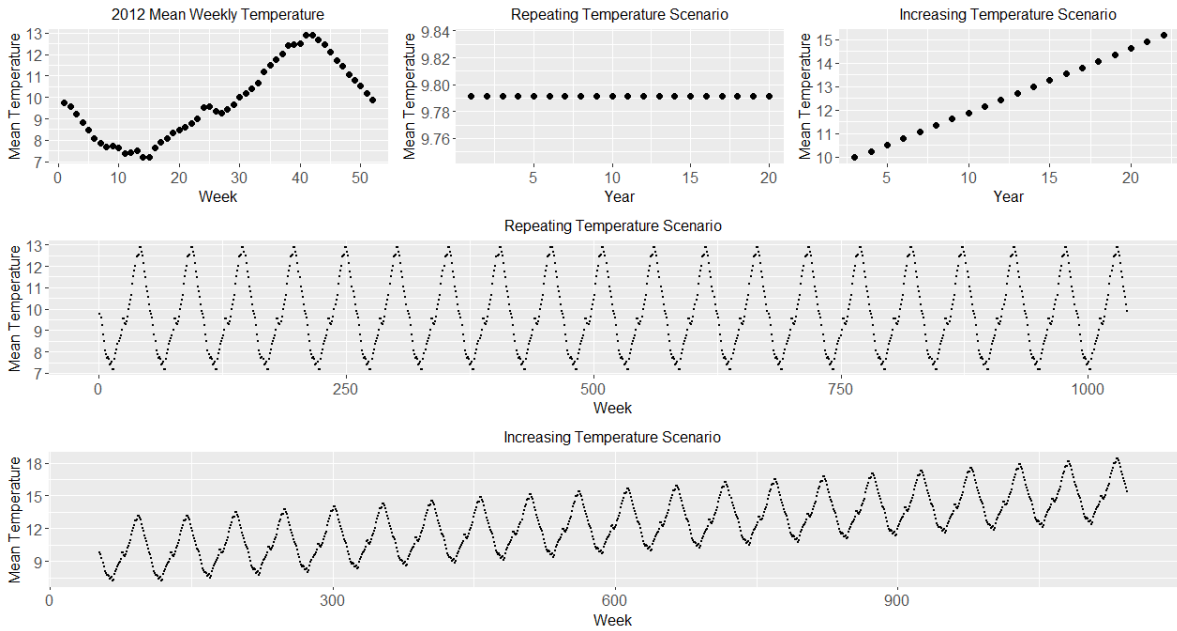 2012 Mean Weekly Temperature
Mean Temperature
13
12
11
10
9
8
7
0 10 20 30 40 50
Week
Repeating Temperature Scenario
Mean Temperature
9.84
9.82
9.80
9.78
9.76
5 10 15 20
Year
Increasing Temperature Scenario
Mean Temperature
15
14
13
12
11
10
5 10 15 20
Year
Repeating Temperature Scenario
Mean Temperature
13
12
11
10
9
8
7
0 250 500 750 1000
Week
Increasing Temperature Scenario
Mean Temperature
18
15
12
9
0 300 600 900
Week